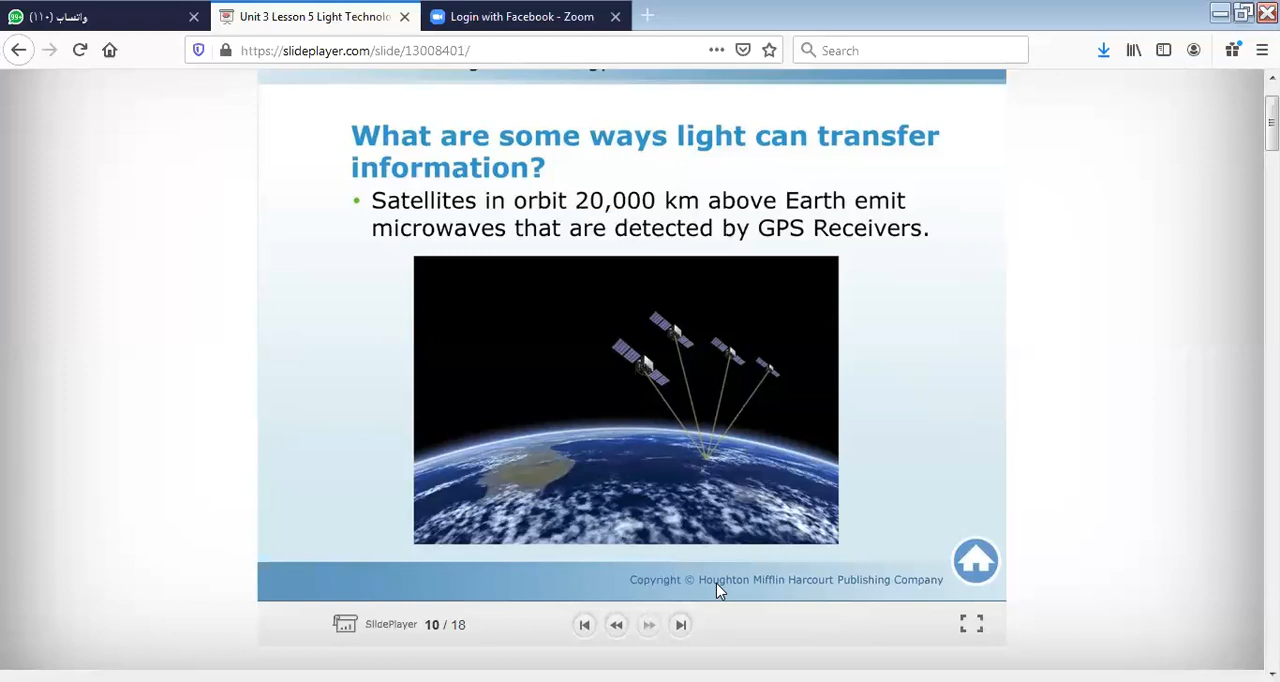 واتساب (١١٠)
Unit 3 Lesson 5 Light Technolo
Login with Facebook - Zoom
https://slideplayer.com/slide/13008401/
Search
What are some ways light can transfer
information?
• Satellites in orbit 20,000 km above Earth emit
microwaves that are detected by GPS Receivers.
Copyright © Houghton Mifflin Harcourt Publishing Company
SlidePlayer 10 / 18